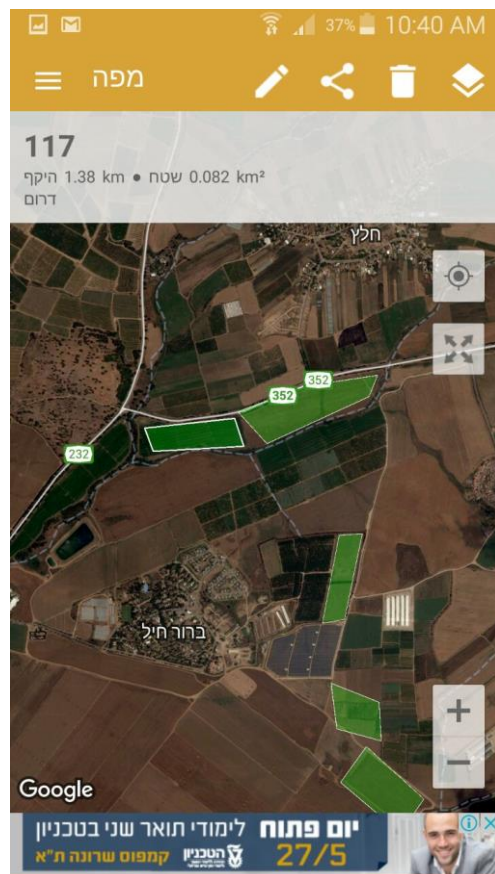 37% 10:40 AM
מפה
117
היקף 1.38 km • שטח 0.082 km²
דרום
חלץ
352
352
232
ברור חיל
Google
יום פתוח לימודי תואר שני בטכניון
27/5 הטכניון קמפוס שרונה ת"א